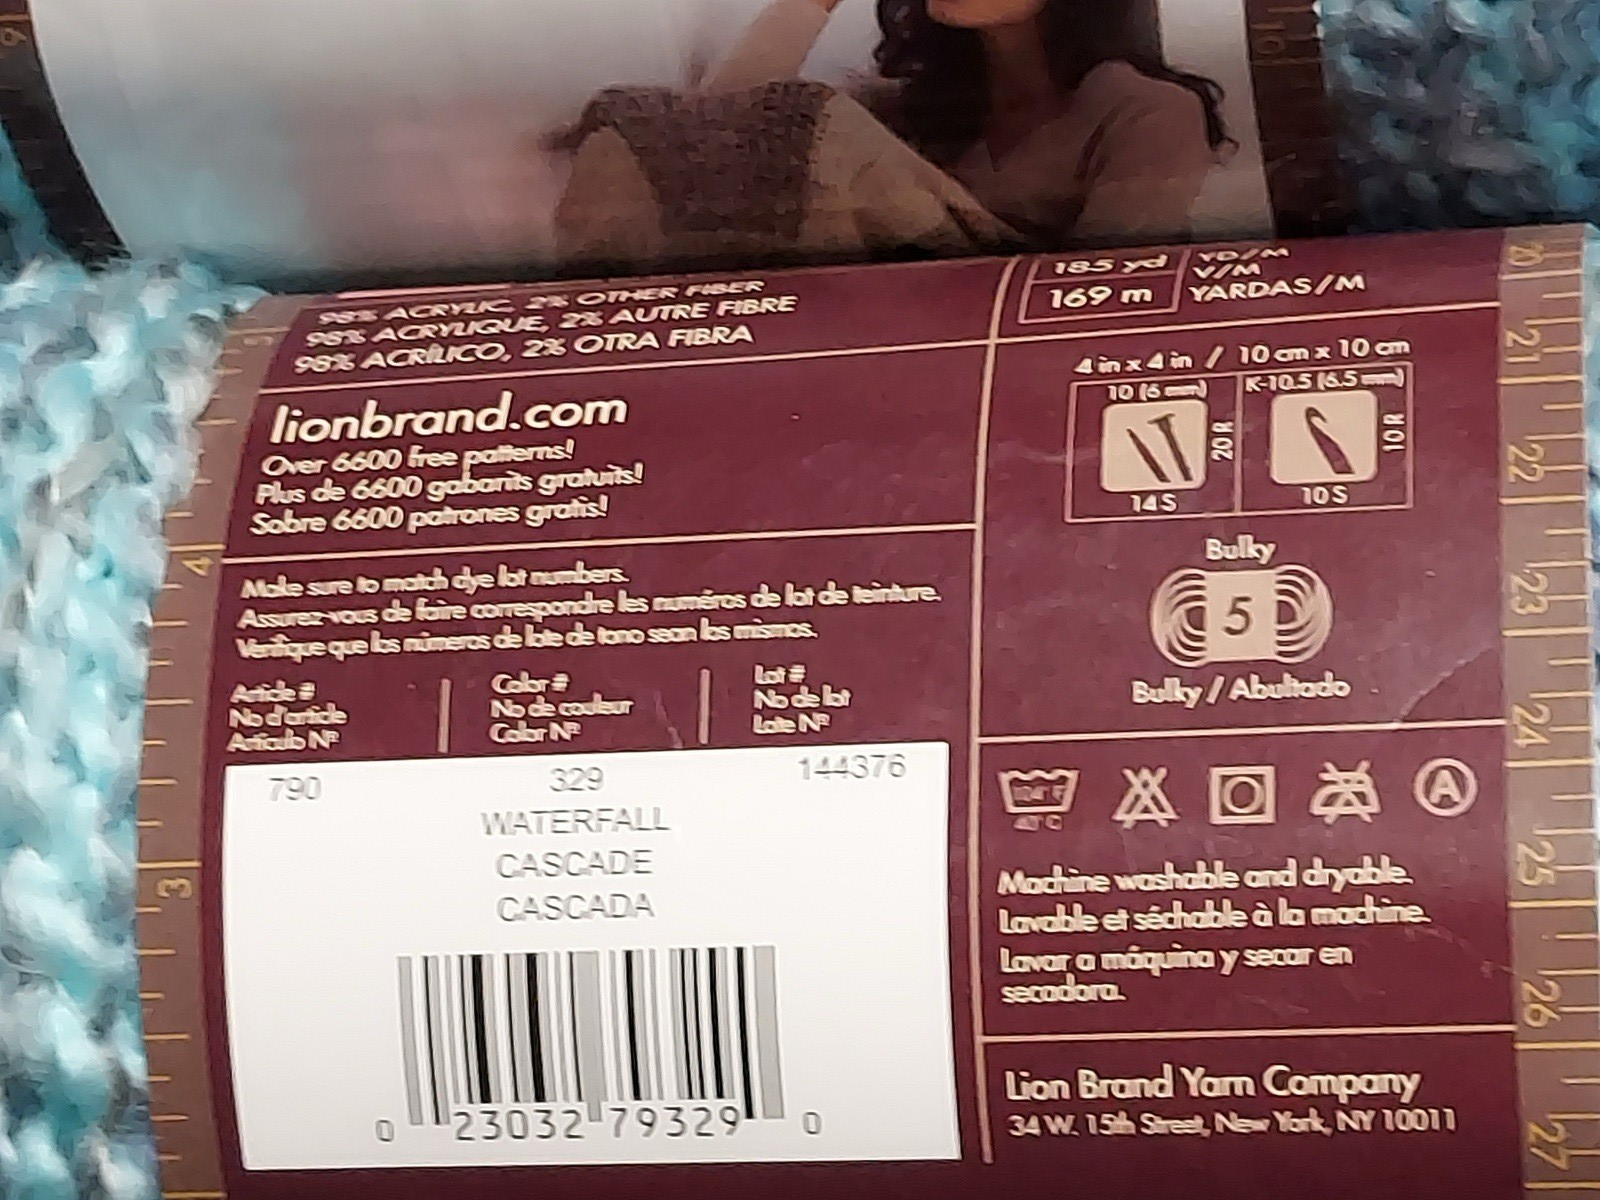 98% ACRYLIC, 2% OTHER FIBER
98% ACRYLIQUE, 2% AUTRE FIBRE
98% ACRÍLICO, 2% OTRA FIBRA
185 yd
169 m
YD/M
V/M
YARDAS/M
lionbrand.com
Over 6600 free patterns!
Plus de 6600 gabarits gratuits!
Sobre 6600 patrones gratis!
4 in x 4 in / 10 cm x 10 cm
10 (6 mm)
20 R
14 S
K-10.5 (6.5 mm)
10 R
10 S
Bulky
5
Bulky / Abultado
Make sure to match dye lot numbers.
Assurez-vous de faire correspondre les numéros de lot de teinture.
Verifique que los números de lote de tono sean los mismos.
Article #
No d'article
Artículo Nº
Color #
No de couleur
Color Nº
Lot #
No de lot
Lote Nº
790
329
144376
WATERFALL
CASCADE
CASCADA
0 23032 79329 0
104° F
40° C
A
Machine washable and dryable.
Lavable et séchable à la machine.
Lavar a máquina y secar en
secadora.
Lion Brand Yarn Company
34 W. 15th Street, New York, NY 10011
4
3
21
22
23
24
25
26
27